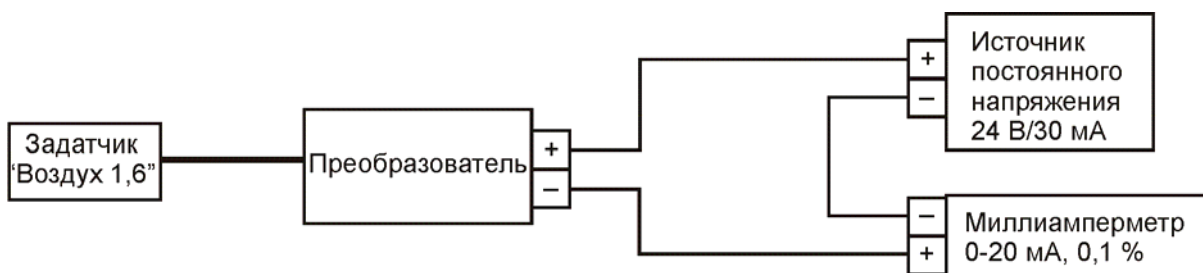 Задатчик
“Воздух 1,6”
Преобразователь
+
–
+
–
Источник
постоянного
напряжения
24 В/30 мА
–
+
Миллиамперметр
0-20 мА, 0,1 %